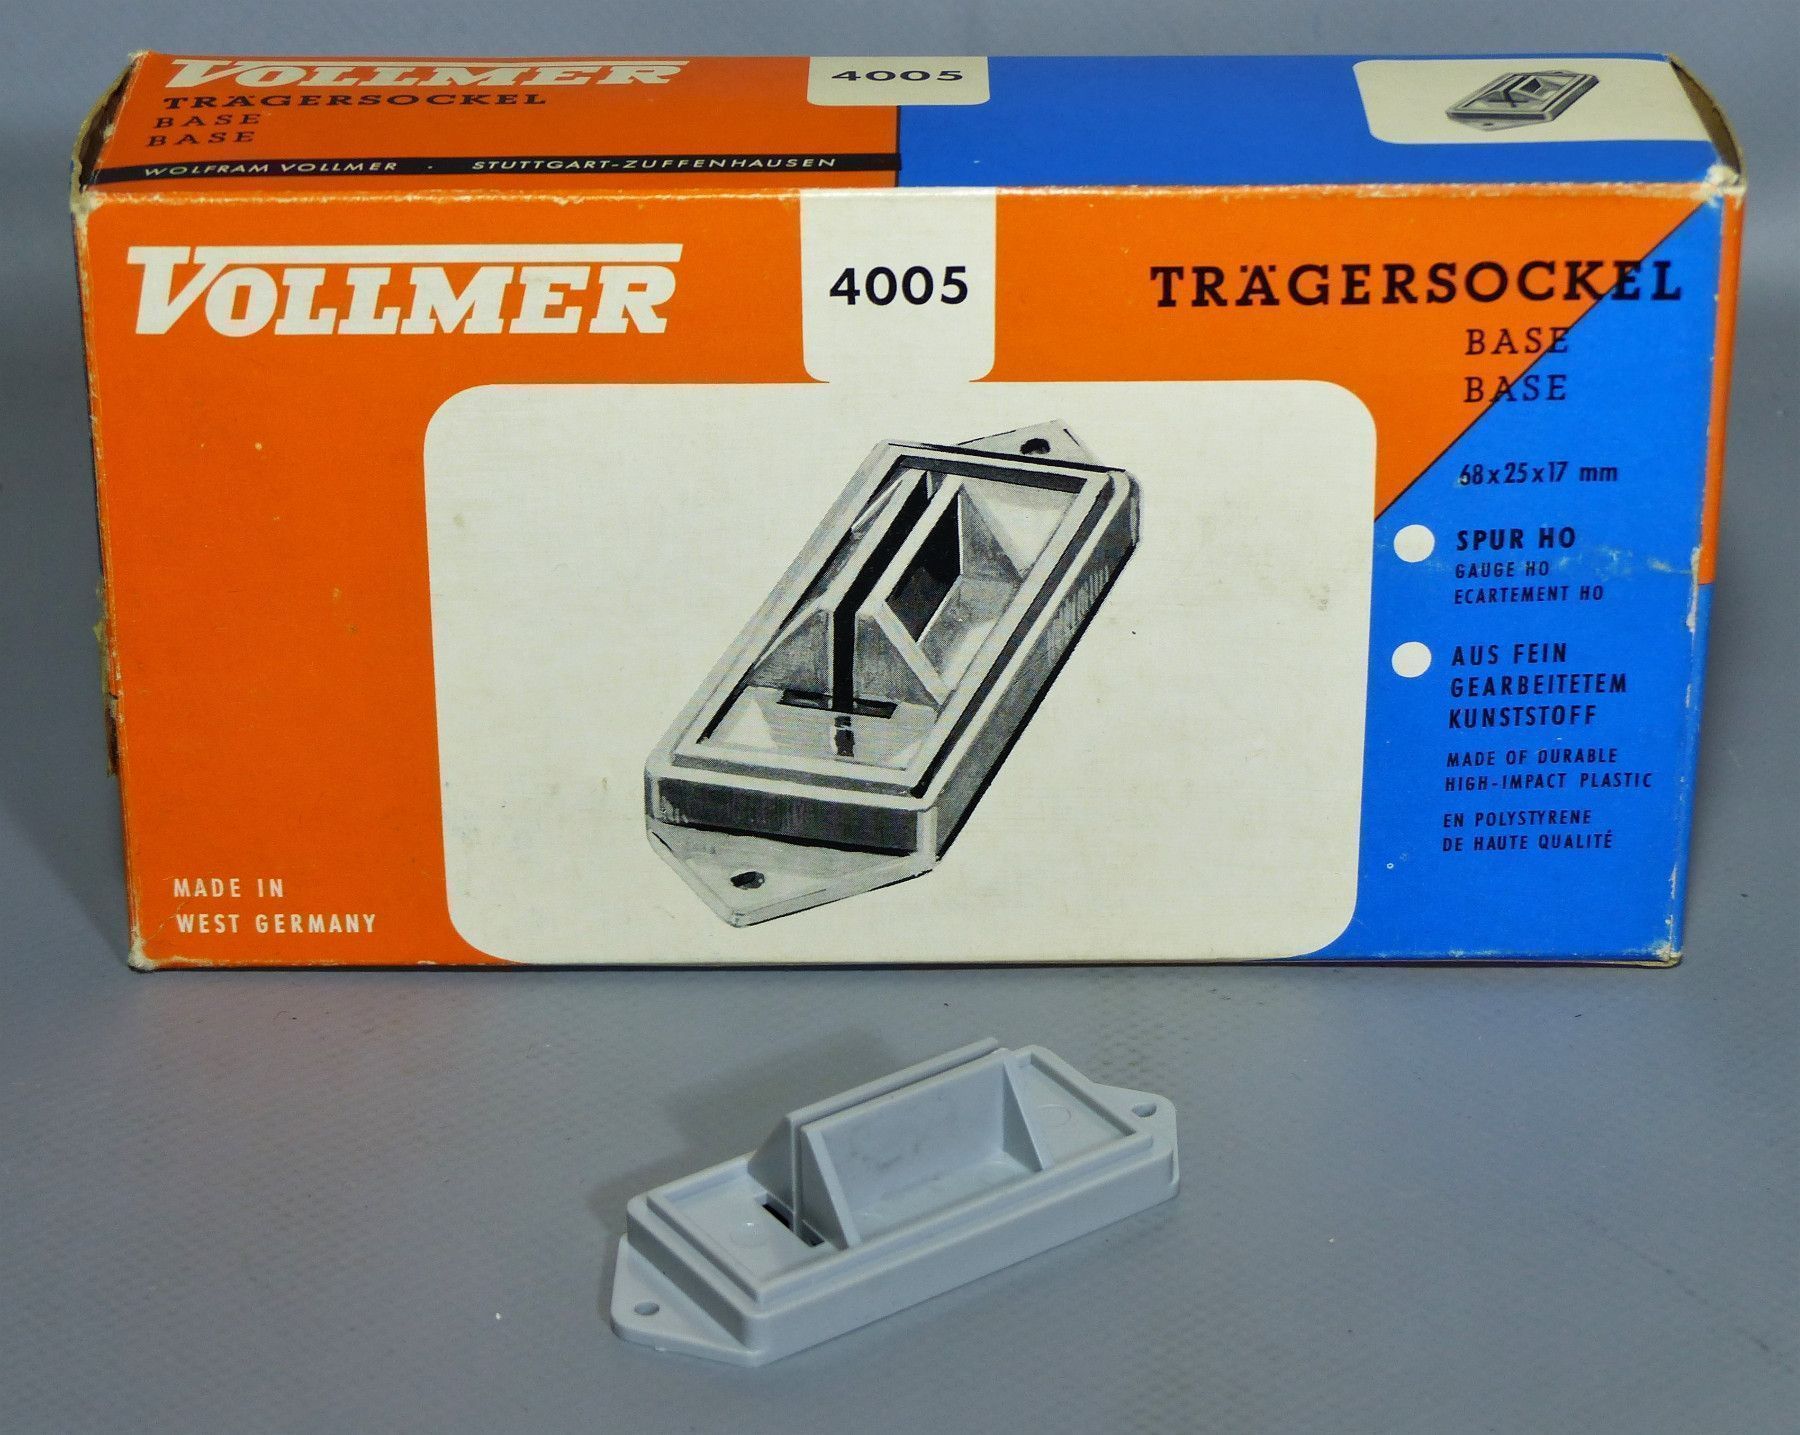 VOLLMER
4005
TRÄGERSOCKEL
BASE
BASE
WOLFRAM VOLLMER · STUTTGART-ZUFFENHAUSEN
VOLLMER
4005
TRÄGERSOCKEL
BASE
BASE
68x25x17 mm
SPUR HO
GAUGE HO
ECARTEMENT HO
AUS FEIN
GEARBEITETEM
KUNSTSTOFF
MADE OF DURABLE
HIGH-IMPACT PLASTIC
EN POLYSTYRENE
DE HAUTE QUALITÉ
MADE IN
WEST GERMANY